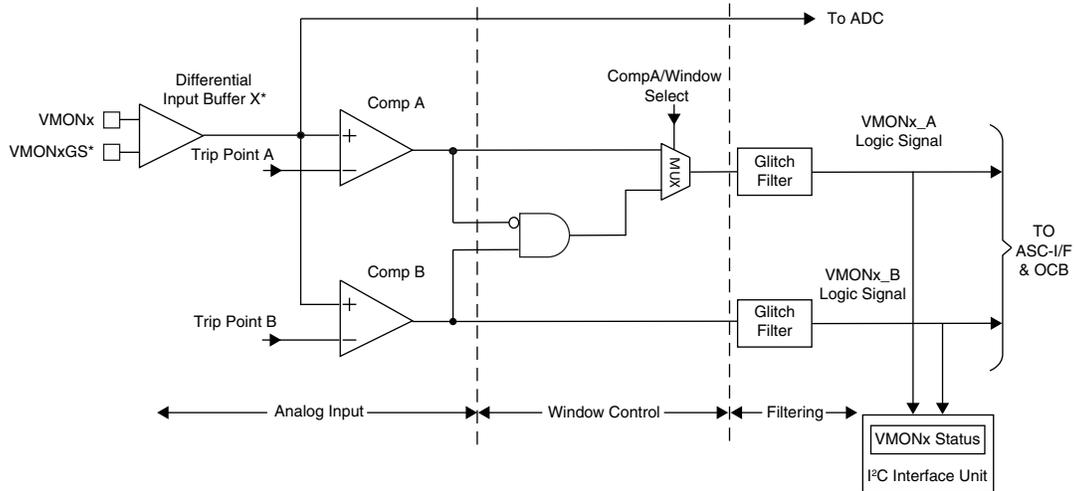 To ADC
CompA/Window
Select
Differential
Input Buffer X*
Comp A
VMONx
VMONxGS*
Trip Point A
+
−
MUX
Glitch
Filter
VMONx_A
Logic Signal
TO
ASC-I/F
& OCB
Comp B
+
−
Trip Point B
Glitch
Filter
VMONx_B
Logic Signal
Analog Input
Window Control
Filtering
VMONx Status
I²C Interface Unit